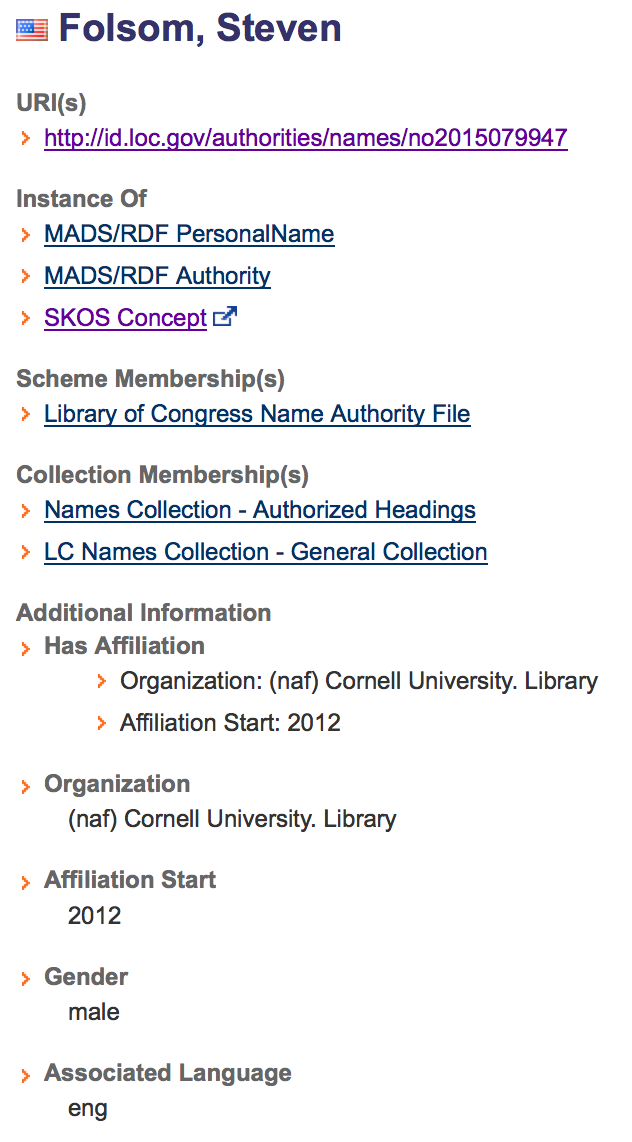 Folsom, Steven
URI(s)
http://id.loc.gov/authorities/names/no2015079947
Instance Of
MADS/RDF PersonalName
MADS/RDF Authority
SKOS Concept
Scheme Membership(s)
Library of Congress Name Authority File
Collection Membership(s)
Names Collection - Authorized Headings
LC Names Collection - General Collection
Additional Information
Has Affiliation
Organization: (naf) Cornell University. Library
Affiliation Start: 2012
Organization
(naf) Cornell University. Library
Affiliation Start
2012
Gender
male
Associated Language
eng